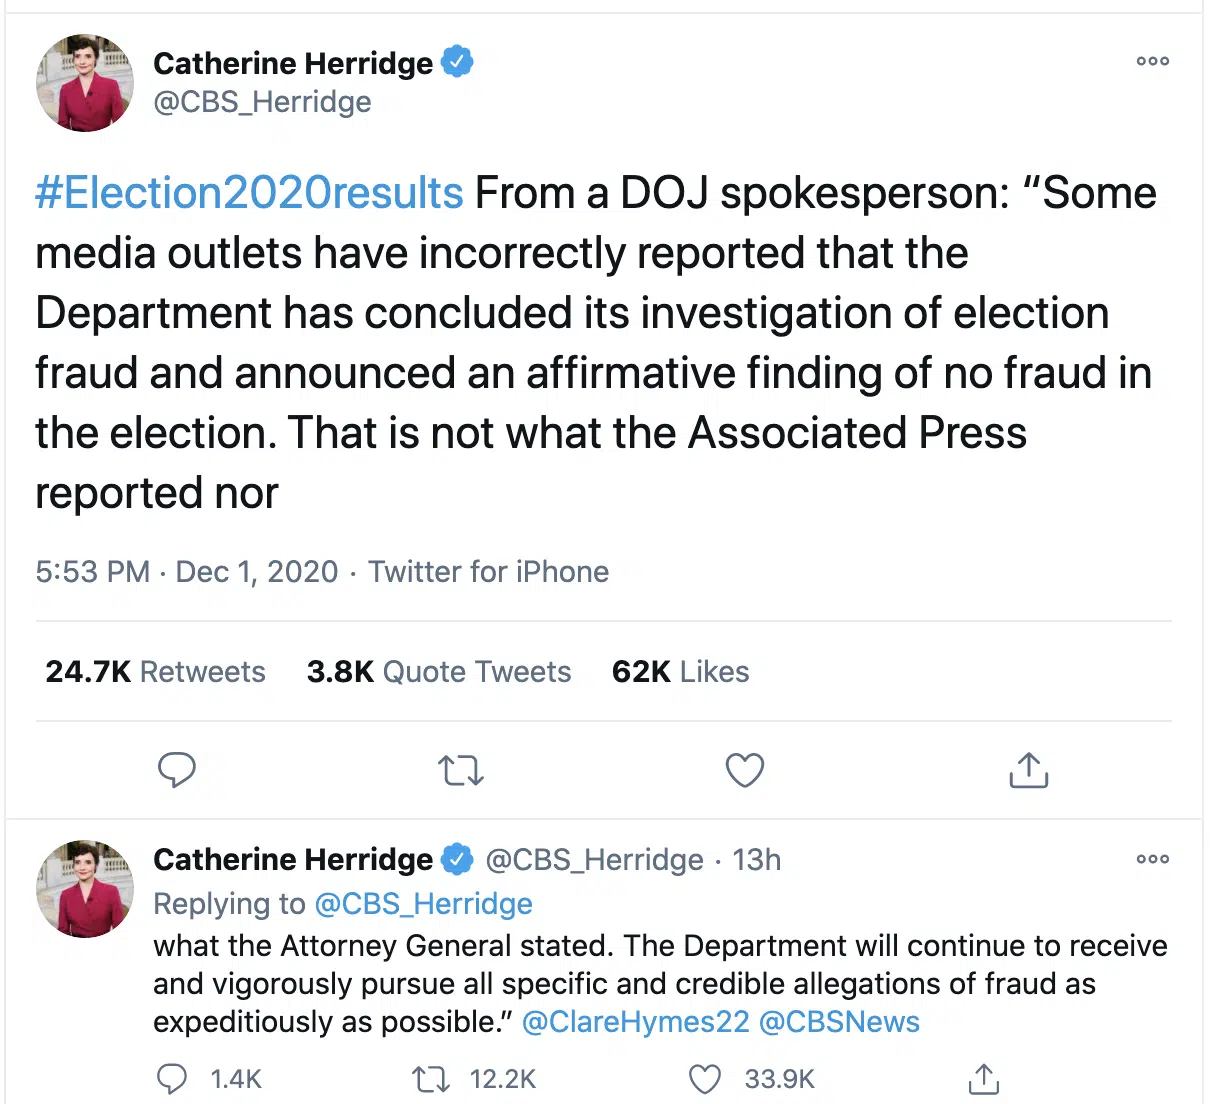 Catherine Herridge
@CBS_Herridge
#Election2020results From a DOJ spokesperson: “Some
media outlets have incorrectly reported that the
Department has concluded its investigation of election
fraud and announced an affirmative finding of no fraud in
the election. That is not what the Associated Press
reported nor
5:53 PM · Dec 1, 2020 · Twitter for iPhone
24.7K Retweets 3.8K Quote Tweets 62K Likes
Catherine Herridge @CBS_Herridge · 13h
Replying to @CBS_Herridge
what the Attorney General stated. The Department will continue to receive
and vigorously pursue all specific and credible allegations of fraud as
expeditiously as possible.” @ClareHymes22 @CBSNews
1.4K 12.2K 33.9K